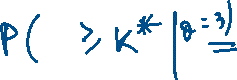 P( ≥ K* | q = 3)